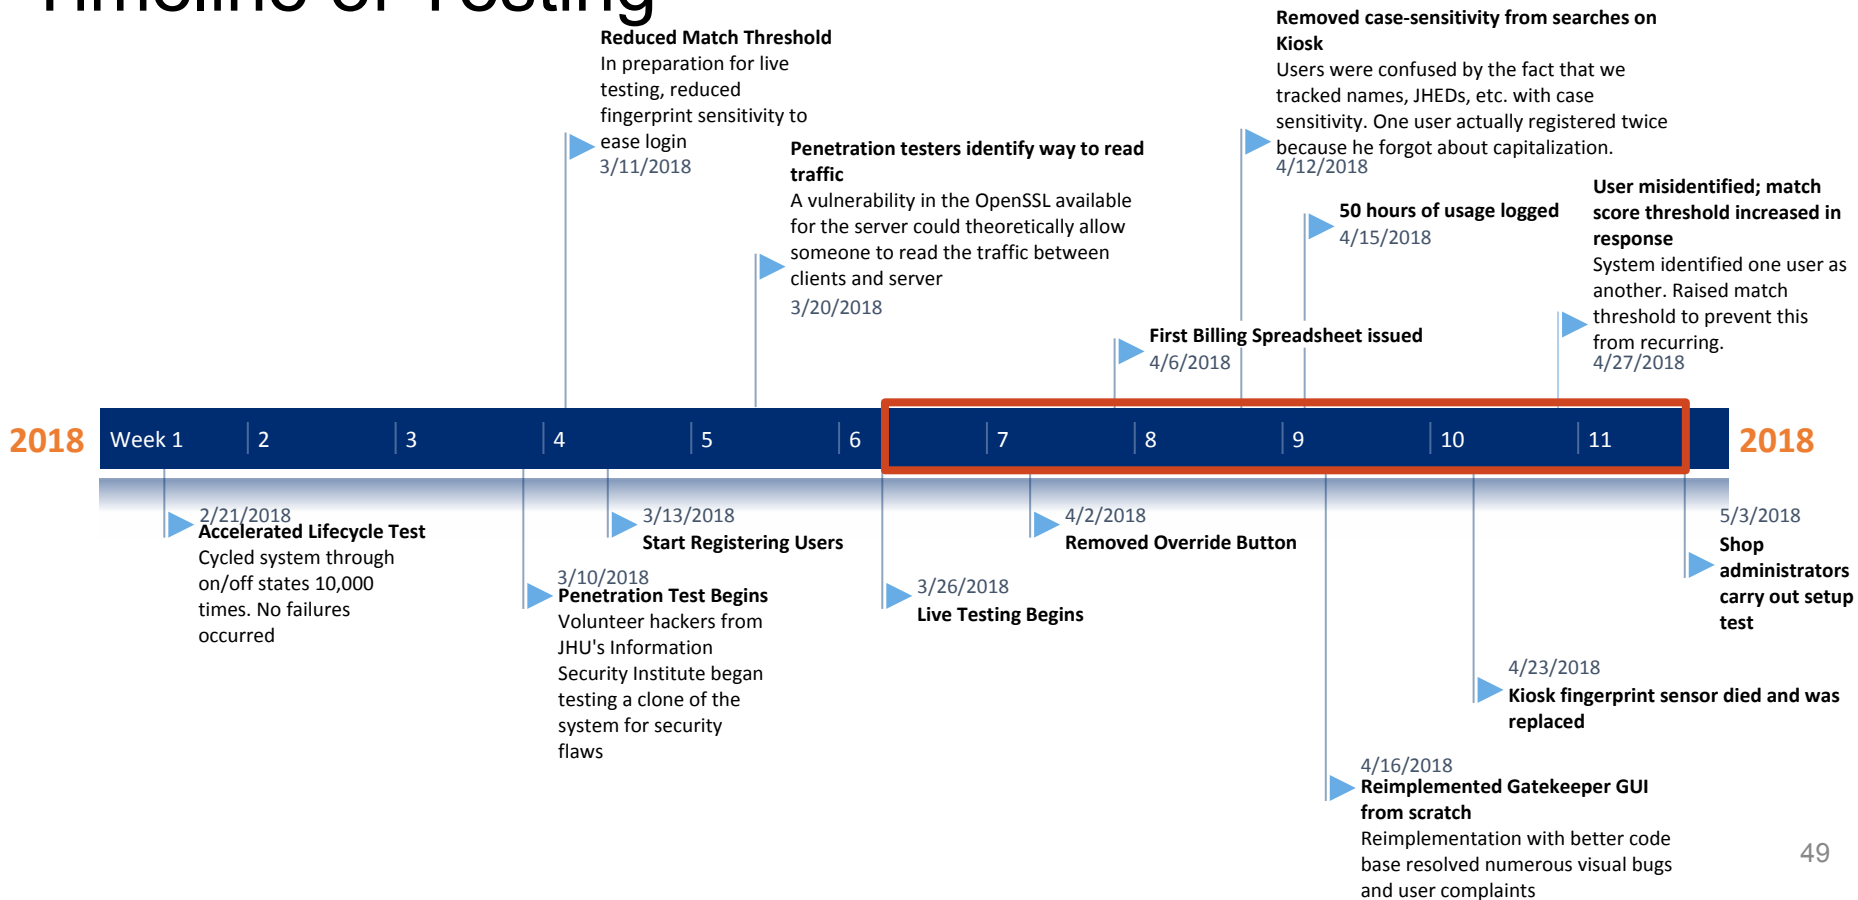 Timeline of Testing
Reduced Match Threshold
In preparation for live
testing, reduced
fingerprint sensitivity to
ease login
3/11/2018
Penetration testers identify way to read
traffic
A vulnerability in the OpenSSL available
for the server could theoretically allow
someone to read the traffic between
clients and server
3/20/2018
First Billing Spreadsheet issued
4/6/2018
Removed case-sensitivity from searches on
Kiosk
Users were confused by the fact that we
tracked names, JHEDs, etc. with case
sensitivity. One user actually registered twice
because he forgot about capitalization.
4/12/2018
50 hours of usage logged
4/15/2018
User misidentified; match
score threshold increased in
response
System identified one user as
another. Raised match
threshold to prevent this
from recurring.
4/27/2018
2018 Week 1 2 3 4 5 6 7 8 9 10 11 2018
2/21/2018
Accelerated Lifecycle Test
Cycled system through
on/off states 10,000
times. No failures
occurred
3/10/2018
Penetration Test Begins
Volunteer hackers from
JHU's Information
Security Institute began
testing a clone of the
system for security
flaws
3/13/2018
Start Registering Users
3/26/2018
Live Testing Begins
4/2/2018
Removed Override Button
4/16/2018
Reimplemented Gatekeeper GUI
from scratch
Reimplementation with better code
base resolved numerous visual bugs
and user complaints
4/23/2018
Kiosk fingerprint sensor died and was
replaced
5/3/2018
Shop
administrators
carry out setup
test
49